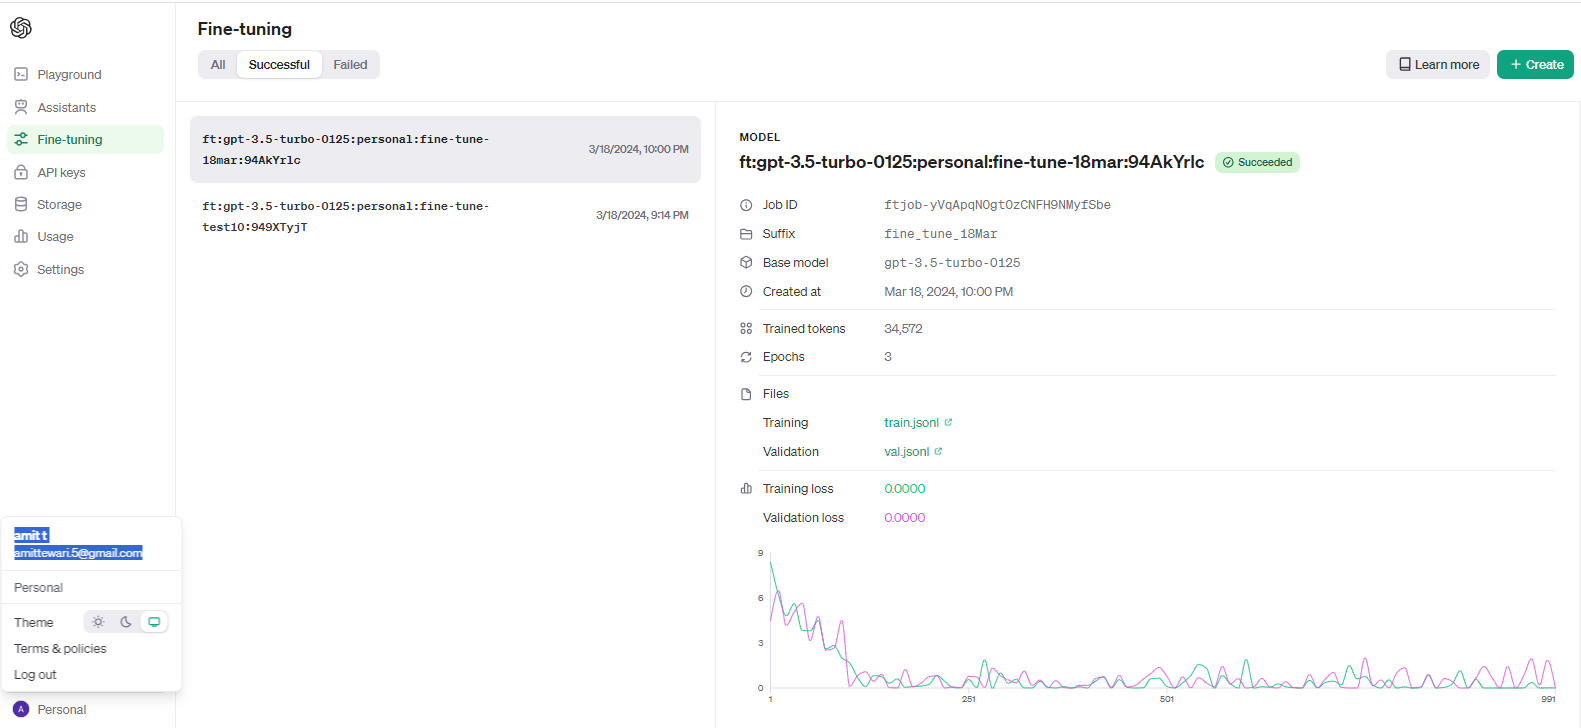 Fine-tuning
All Successful Failed
Learn more
+ Create
Playground
Assistants
Fine-tuning
API keys
Storage
Usage
Settings
ft:gpt-3.5-turbo-0125:personal:fine-tune-
18mar:94AkYrlc
3/18/2024, 10:00 PM
ft:gpt-3.5-turbo-0125:personal:fine-tune-
test10:949XTyjT
3/18/2024, 9:14 PM
MODEL
ft:gpt-3.5-turbo-0125:personal:fine-tune-18mar:94AkYrlc Succeeded
Job ID ftjob-yVqApqNOgtOzCNFH9NMyfSbe
Suffix fine_tune_18Mar
Base model gpt-3.5-turbo-0125
Created at Mar 18, 2024, 10:00 PM
Trained tokens 34,572
Epochs 3
Files
Training train.jsonl
Validation val.jsonl
Training loss 0.0000
Validation loss 0.0000
9
6
3
0
1 251 501 991
amit t
amittewari.5@gmail.com
Personal
Theme
Terms & policies
Log out
A Personal